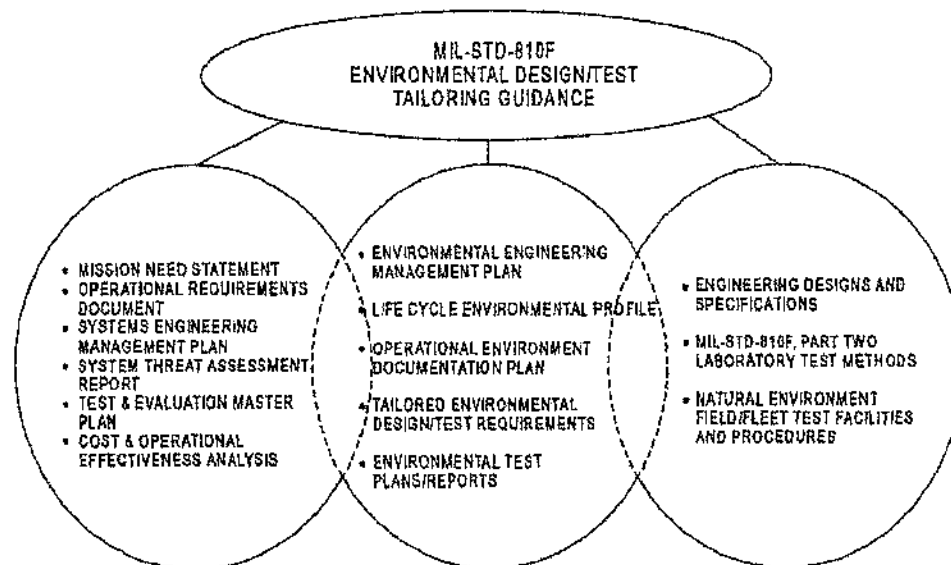 MIL-STD-810F
ENVIRONMENTAL DESIGN/TEST
TAILORING GUIDANCE
• MISSION NEED STATEMENT
• OPERATIONAL REQUIREMENTS
DOCUMENT
• SYSTEMS ENGINEERING
MANAGEMENT PLAN
• SYSTEM THREAT ASSESSMENT
REPORT
• TEST & EVALUATION MASTER
PLAN
• COST & OPERATIONAL
EFFECTIVENESS ANALYSIS
• ENVIRONMENTAL ENGINEERING
MANAGEMENT PLAN
• LIFE CYCLE ENVIRONMENTAL PROFILE
• OPERATIONAL ENVIRONMENT
DOCUMENTATION PLAN
• TAILORED ENVIRONMENTAL
DESIGN/TEST REQUIREMENTS
• ENVIRONMENTAL TEST
PLANS/REPORTS
• ENGINEERING DESIGNS AND
SPECIFICATIONS
• MIL-STD-810F, PART TWO
LABORATORY TEST METHODS
• NATURAL ENVIRONMENT
FIELD/FLEET TEST FACILITIES
AND PROCEDURES